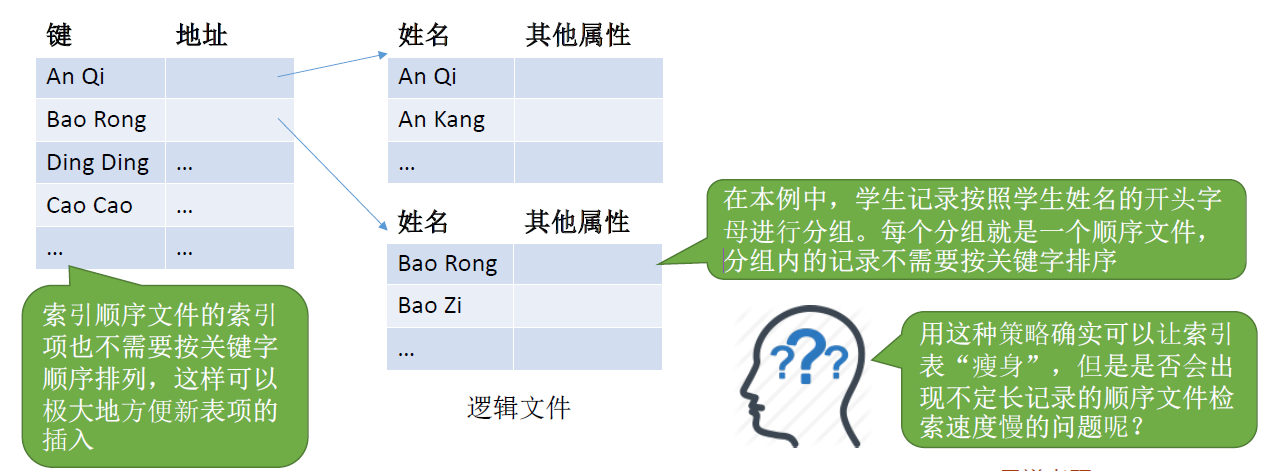 键 地址
An Qi
Bao Rong
Ding Ding ...
Cao Cao ...
... ...
索引顺序文件的索引
项也不需要按关键字
顺序排列，这样可以
极大地方便新表项的
插入
姓名 其他属性
An Qi
An Kang
...
姓名 其他属性
Bao Rong
Bao Zi
...
逻辑文件
在本例中，学生记录按照学生姓名的开头字
母进行分组。每个分组就是一个顺序文件，
分组内的记录不需要按关键字排序
???
用这种策略确实可以让索引
表“瘦身”，但是是否会出
现不定长记录的顺序文件检
索速度慢的问题呢？